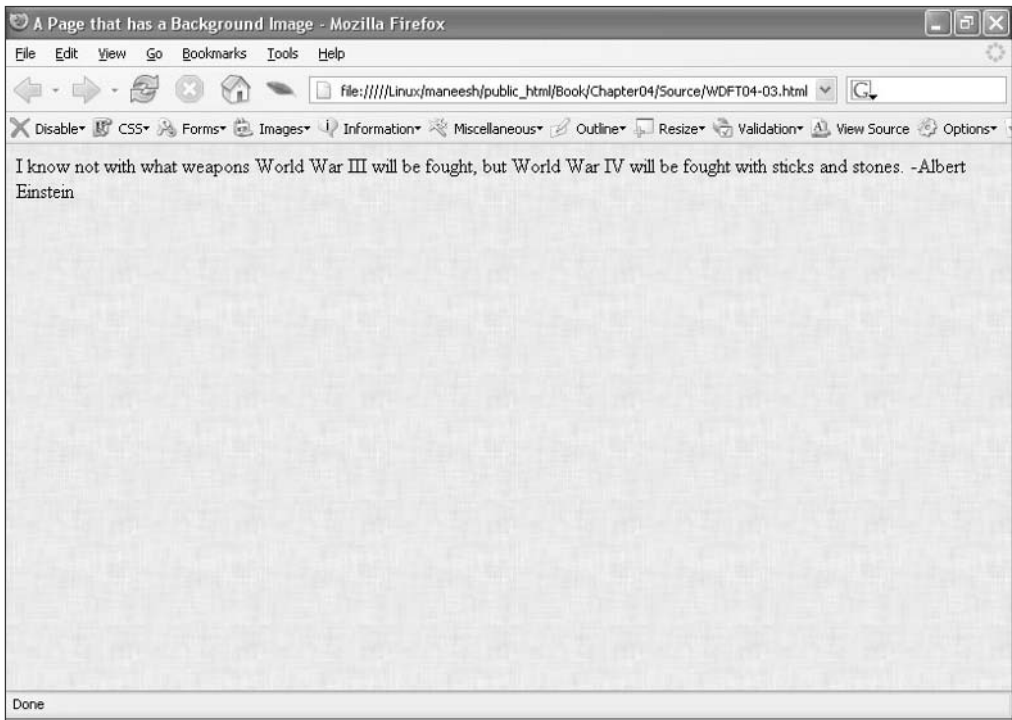 A Page that has a Background Image - Mozilla Firefox
File Edit View Go Bookmarks Tools Help
file://///Linux/maneesh/public_html/Book/Chapter04/Source/WDFT04-03.html G
Disable CSS Forms Images Information Miscellaneous Outline Resize Validation View Source Options
I know not with what weapons World War III will be fought, but World War IV will be fought with sticks and stones. -Albert
Einstein
Done